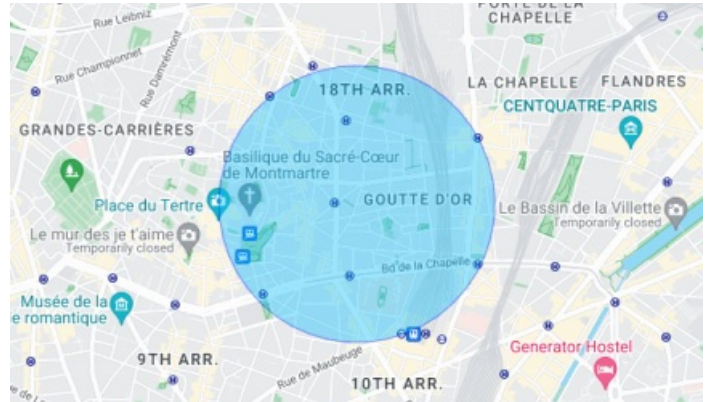 Rue Leibniz
PORTE DE LA
CHAPELLE
Rue Championnet
Rue Damrémont
18TH ARR.
LA CHAPELLE
FLANDRES
CENTQUATRE-PARIS
GRANDES-CARRIÈRES
Basilique du Sacré-Cœur
de Montmartre
Place du Tertre
GOUTTE D'OR
Le Bassin de la Villette
Temporarily closed
Le mur des je t'aime
Temporarily closed
Bd de la Chapelle
Musée de la
e romantique
Generator Hostel
9TH ARR.
Rue de Maubeuge
10TH ARR.